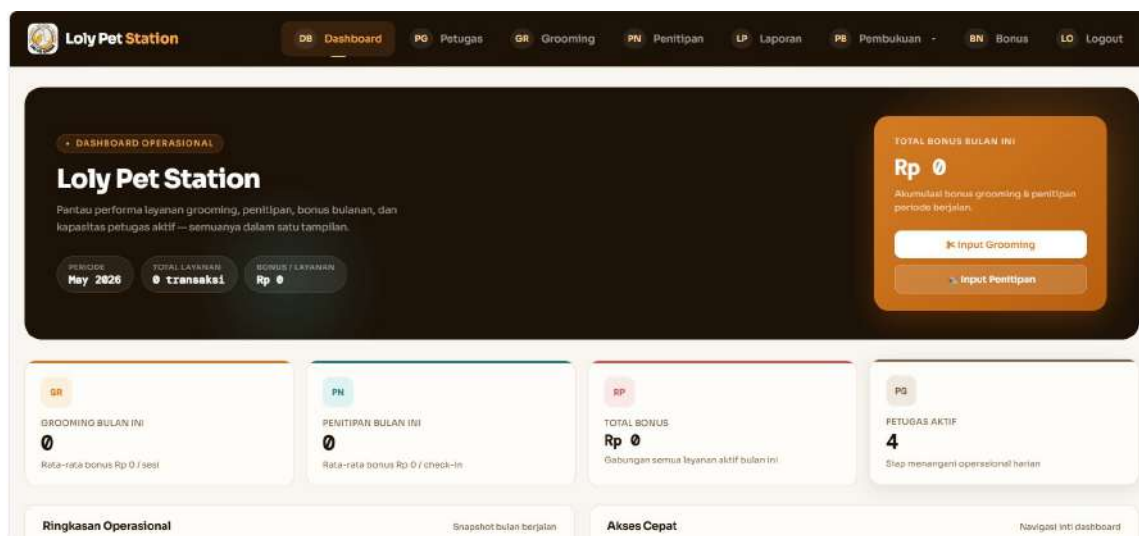 Loly Pet Station
DB Dashboard
PG Petugas
GR Grooming
PN Penitipan
LP Laporan
PB Pembukuan
BN Bonus
LO Logout
• DASHBOARD OPERASIONAL
Loly Pet Station
Pantau performa layanan grooming, penitipan, bonus bulanan, dan
kapasitas petugas aktif — semuanya dalam satu tampilan.
PERIODE
May 2026
TOTAL LAYANAN
0 transaksi
BONUS / LAYANAN
Rp 0
TOTAL BONUS BULAN INI
Rp 0
Akumulasi bonus grooming & penitipan
periode berjalan.
Input Grooming
Input Penitipan
GR
GROOMING BULAN INI
0
Rata-rata bonus Rp 0 / sesi
PN
PENITIPAN BULAN INI
0
Rata-rata bonus Rp 0 / check-in
RP
TOTAL BONUS
Rp 0
Gabungan semua layanan aktif bulan ini
PG
PETUGAS AKTIF
4
Siap menangani operasional harian
Ringkasan Operasional
Snapshot bulan berjalan
Akses Cepat
Navigasi inti dashboard